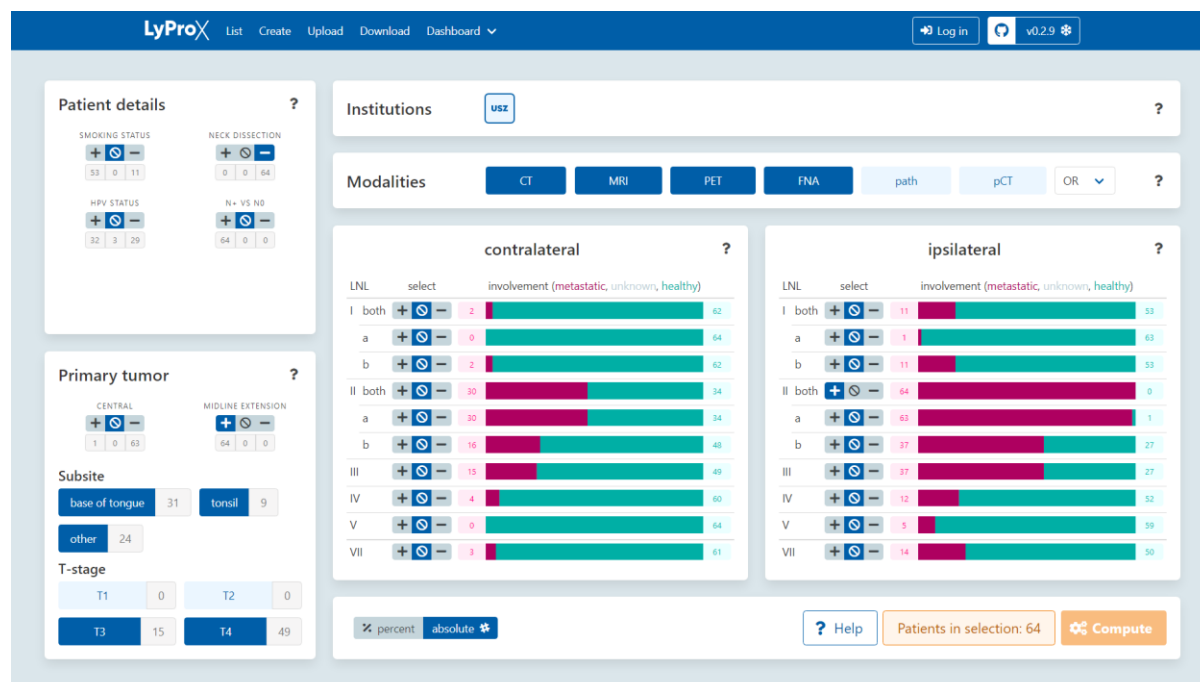 LyProX List Create Upload Download Dashboard Log in v0.2.9
Patient details ?
SMOKING STATUS NECK DISSECTION
53 0 11 0 0 64
HPV STATUS N+ VS N0
32 3 29 64 0 0
Primary tumor ?
CENTRAL MIDLINE EXTENSION
1 0 63 64 0 0
Subsite
base of tongue 31 tonsil 9
other 24
T-stage
T1 0 T2 0
T3 15 T4 49
Institutions USZ ?
Modalities CT MRI PET FNA path pCT OR ?
contralateral ?
LNL select involvement (metastatic, unknown, healthy)
I both 2 62
a 0 64
b 2 62
II both 30 34
a 30 34
b 16 48
III 15 49
IV 4 60
V 0 64
VII 3 61
ipsilateral ?
LNL select involvement (metastatic, unknown, healthy)
I both 11 53
a 1 63
b 11 53
II both 64 0
a 63 1
b 37 27
III 37 27
IV 12 52
V 5 59
VII 14 50
percent absolute ? Help Patients in selection: 64 Compute